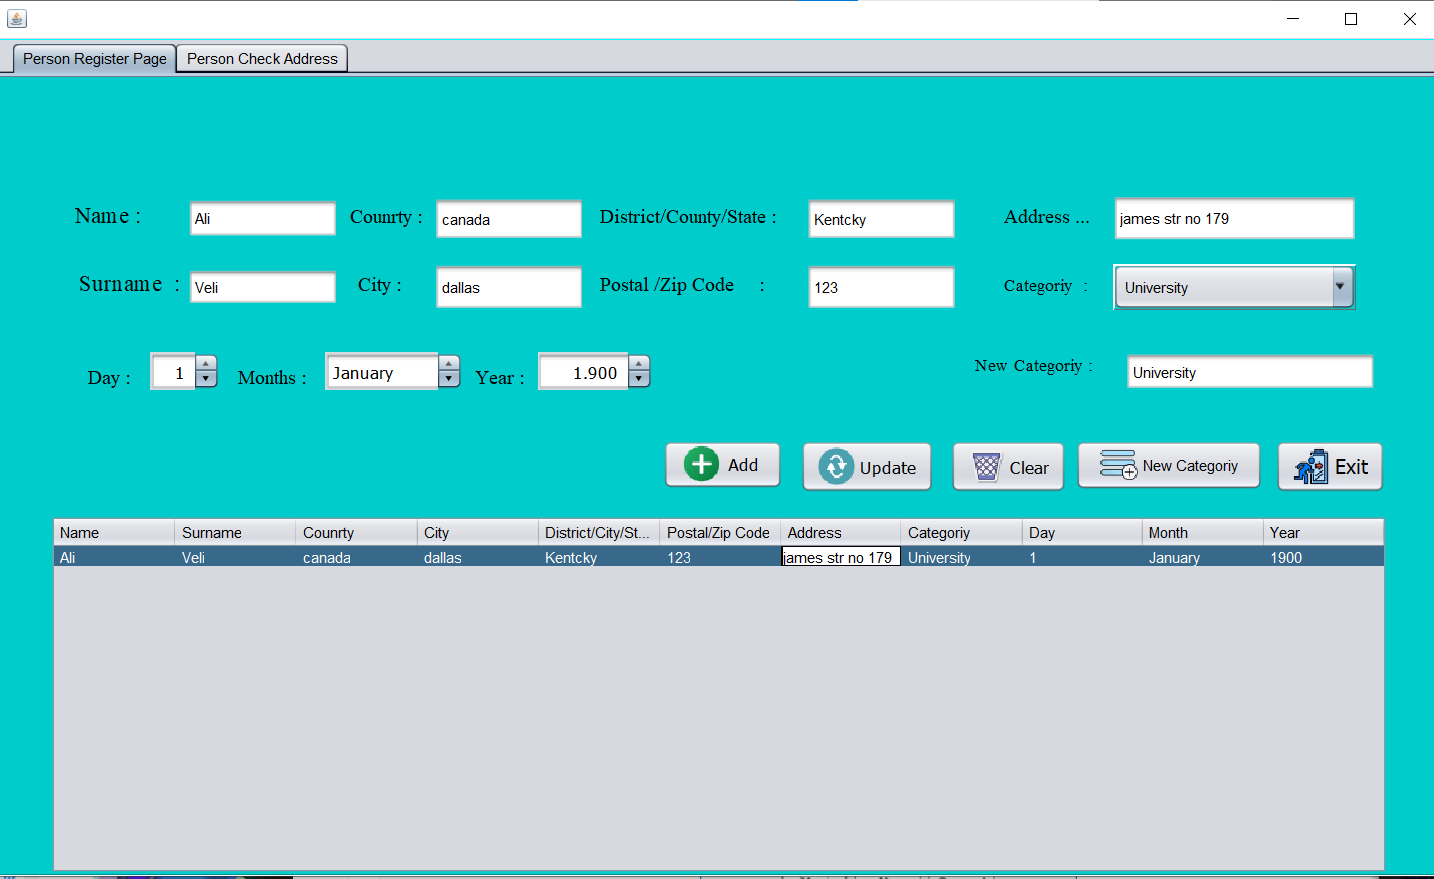 Person Register Page Person Check Address
Name : Ali Counrty : canada District/County/State : Kentcky Address ... james str no 179
Surname : Veli City : dallas Postal /Zip Code : 123 Categoriy : University
Day : 1 Months : January Year : 1.900 New Categoriy : University
Add Update Clear New Categoriy Exit
Name Surname Counrty City District/City/St... Postal/Zip Code Address Categoriy Day Month Year
Ali Veli canada dallas Kentcky 123 james str no 179 University 1 January 1900